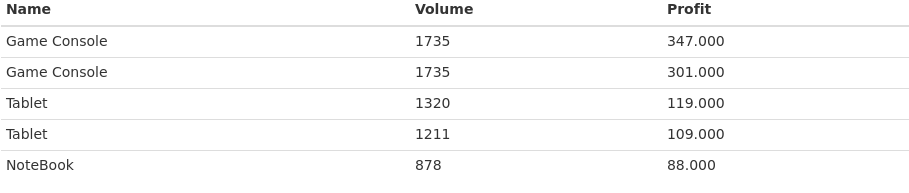 Name Volume Profit
Game Console 1735 347.000
Game Console 1735 301.000
Tablet 1320 119.000
Tablet 1211 109.000
NoteBook 878 88.000